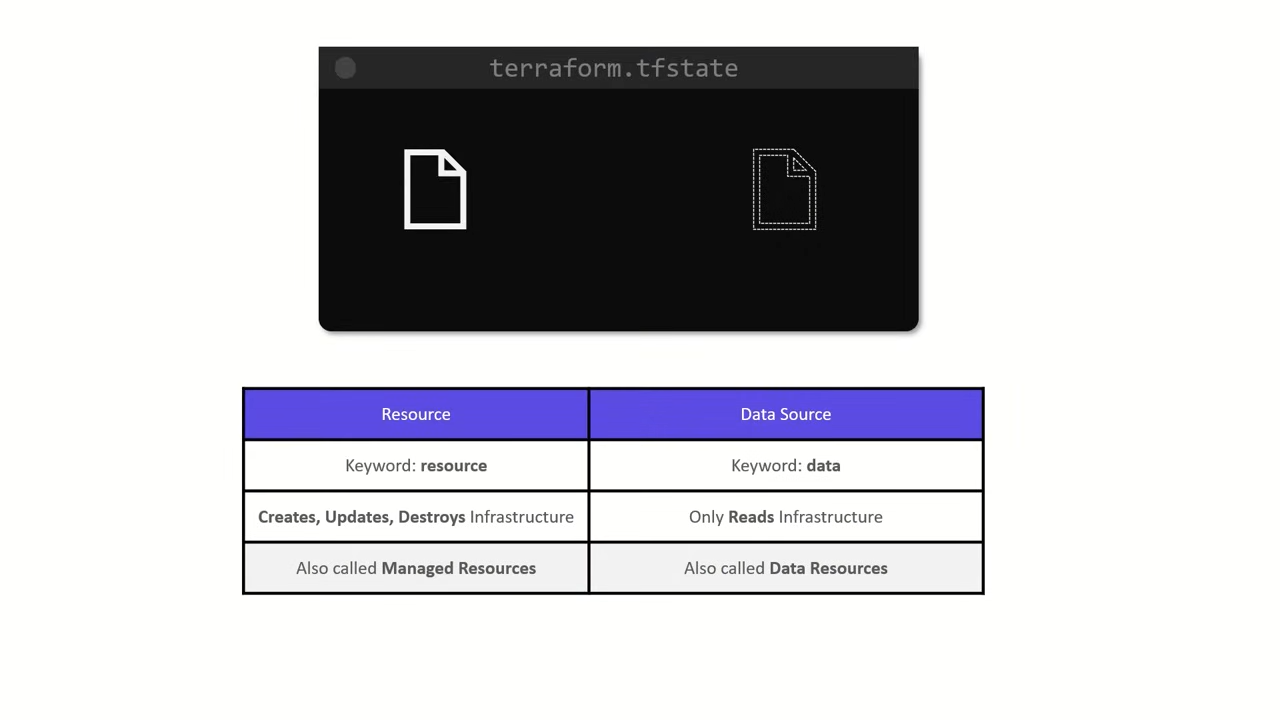 terraform.tfstate
Resource
Data Source
Keyword: resource
Keyword: data
Creates, Updates, Destroys Infrastructure
Only Reads Infrastructure
Also called Managed Resources
Also called Data Resources